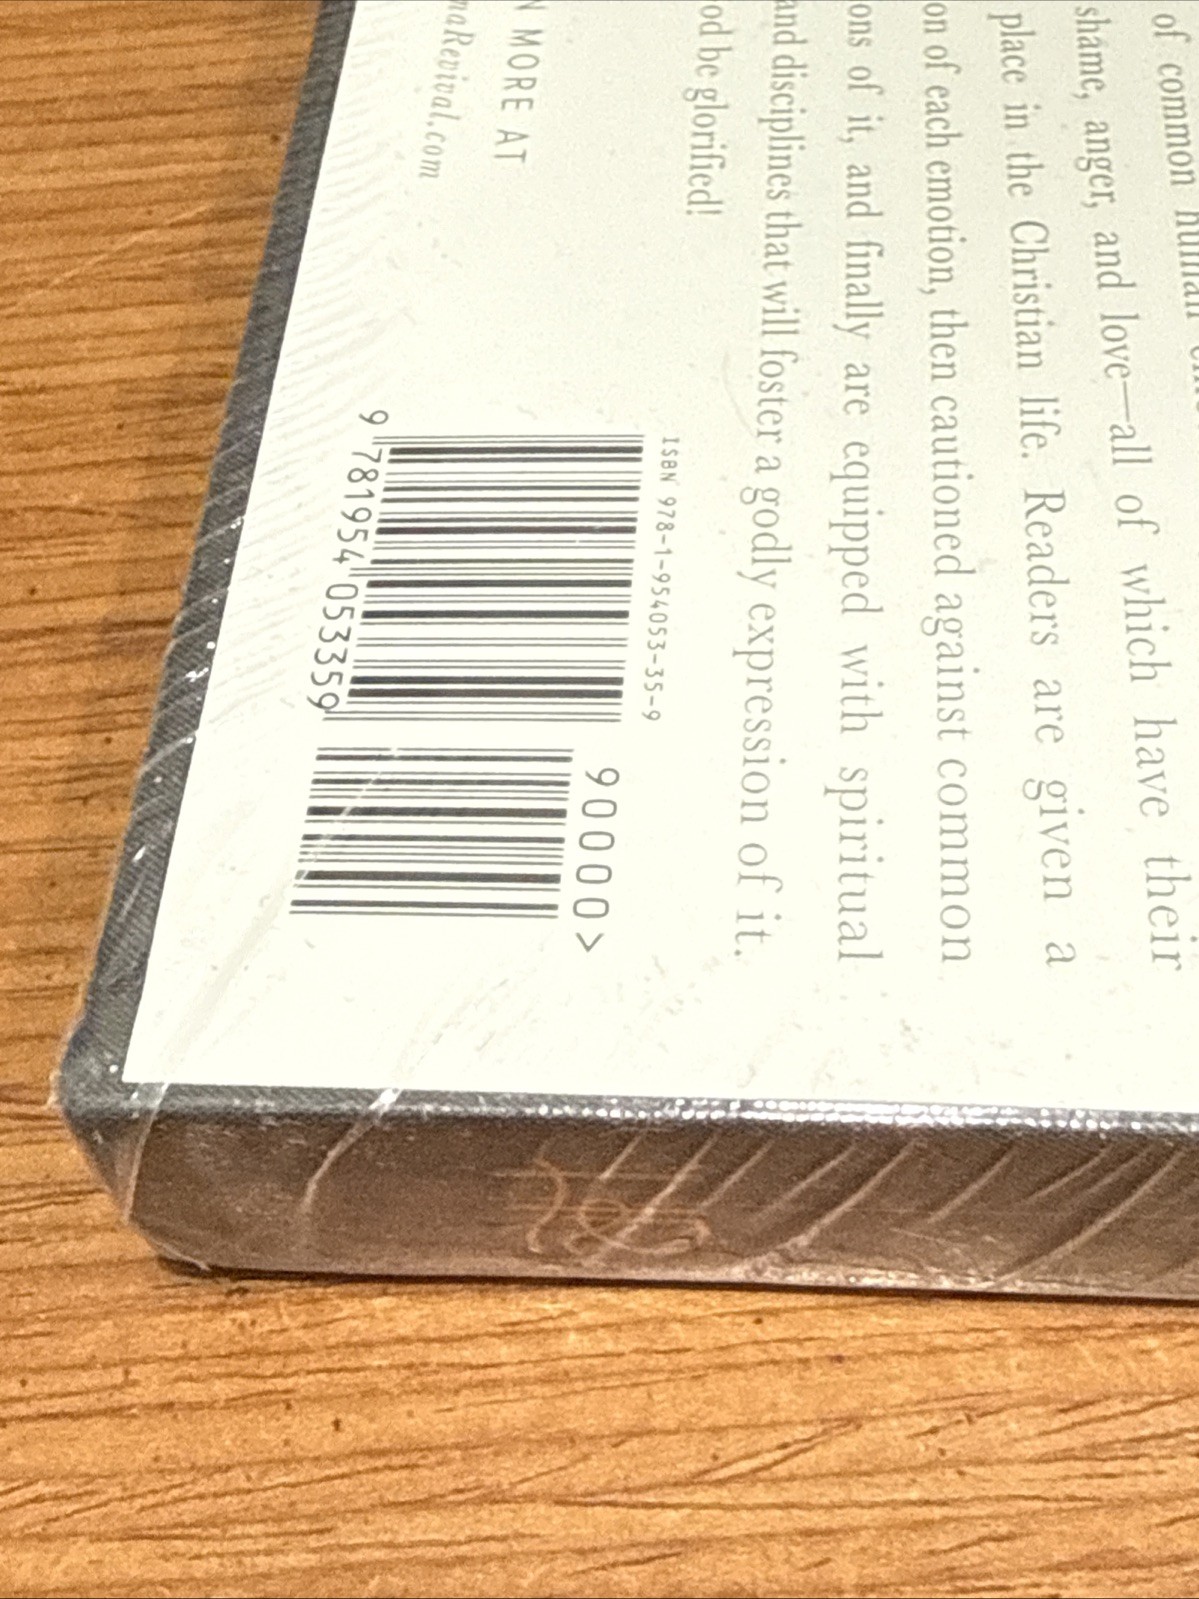 of common human
shame, anger, and love—all of which have their
place in the Christian life. Readers are given a
on of each emotion, then cautioned against common
ons of it, and finally are equipped with spiritual
and disciplines that will foster a godly expression of it.
od be glorified!
N MORE AT
naRevival.com
ISBN 978-1-954053-35-9
90000>
9 781954 053359